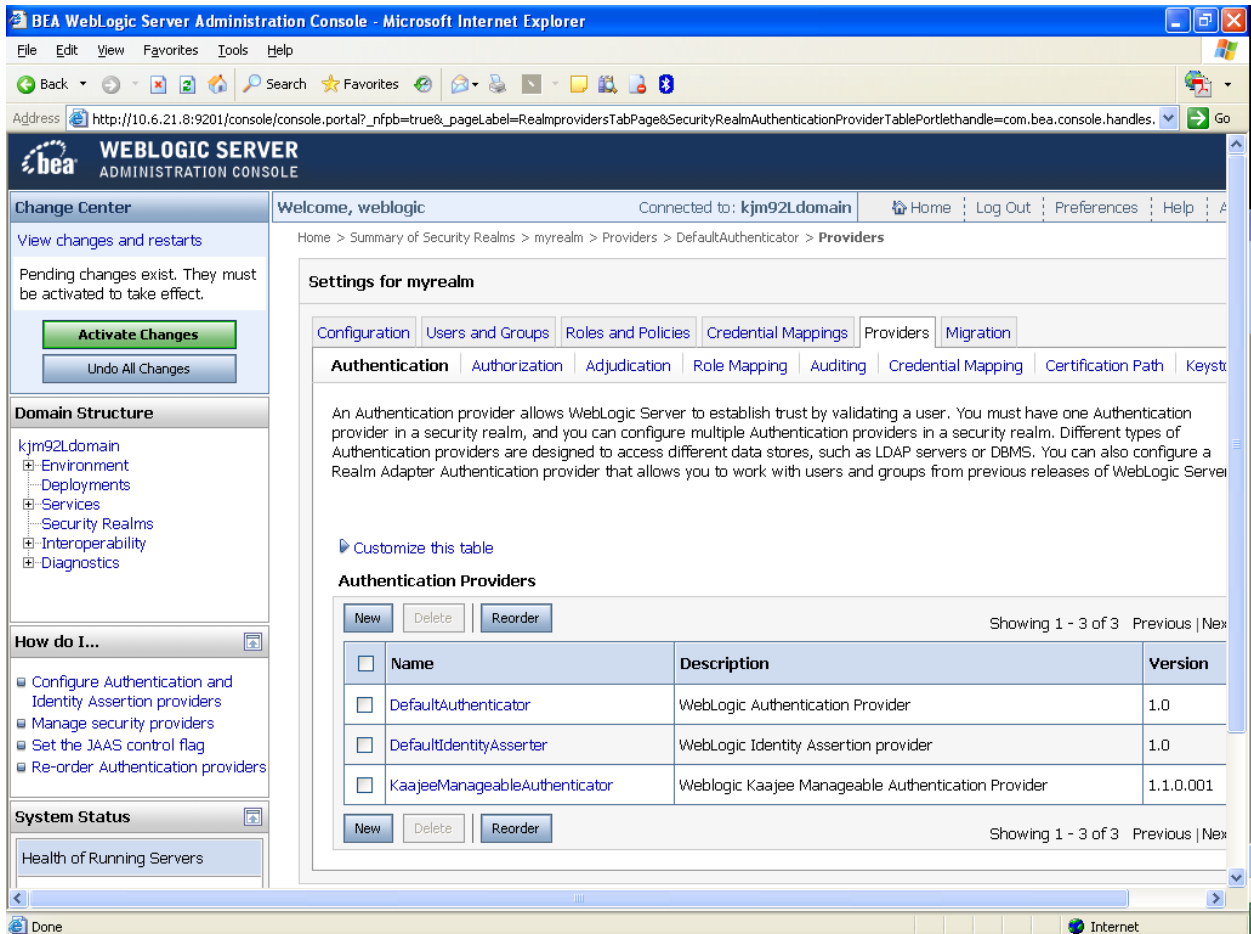 BEA WebLogic Server Administration Console - Microsoft Internet Explorer
File Edit View Favorites Tools Help
Back Search Favorites
Address http://10.6.21.8:9201/console/console.portal?_nfpb=true&_pageLabel=RealmprovidersTabPage&SecurityRealmAuthenticationProviderTablePortlethandle=com.bea.console.handles. Go
bea WEBLOGIC SERVER
ADMINISTRATION CONSOLE
Change Center
View changes and restarts
Pending changes exist. They must
be activated to take effect.
Activate Changes
Undo All Changes
Domain Structure
kjm92Ldomain
Environment
Deployments
Services
Security Realms
Interoperability
Diagnostics
How do I...
Configure Authentication and
Identity Assertion providers
Manage security providers
Set the JAAS control flag
Re-order Authentication providers
System Status
Health of Running Servers
Welcome, weblogic Connected to: kjm92Ldomain Home Log Out Preferences Help
Home > Summary of Security Realms > myrealm > Providers > DefaultAuthenticator > Providers
Settings for myrealm
Configuration Users and Groups Roles and Policies Credential Mappings Providers Migration
Authentication Authorization Adjudication Role Mapping Auditing Credential Mapping Certification Path Keysto
An Authentication provider allows WebLogic Server to establish trust by validating a user. You must have one Authentication
provider in a security realm, and you can configure multiple Authentication providers in a security realm. Different types of
Authentication providers are designed to access different data stores, such as LDAP servers or DBMS. You can also configure a
Realm Adapter Authentication provider that allows you to work with users and groups from previous releases of WebLogic Server
Customize this table
Authentication Providers
New Delete Reorder Showing 1 - 3 of 3 Previous | Nex
Name Description Version
DefaultAuthenticator WebLogic Authentication Provider 1.0
DefaultIdentityAsserter WebLogic Identity Assertion provider 1.0
KaajeeManageableAuthenticator Weblogic Kaajee Manageable Authentication Provider 1.1.0.001
New Delete Reorder Showing 1 - 3 of 3 Previous | Nex
Done Internet